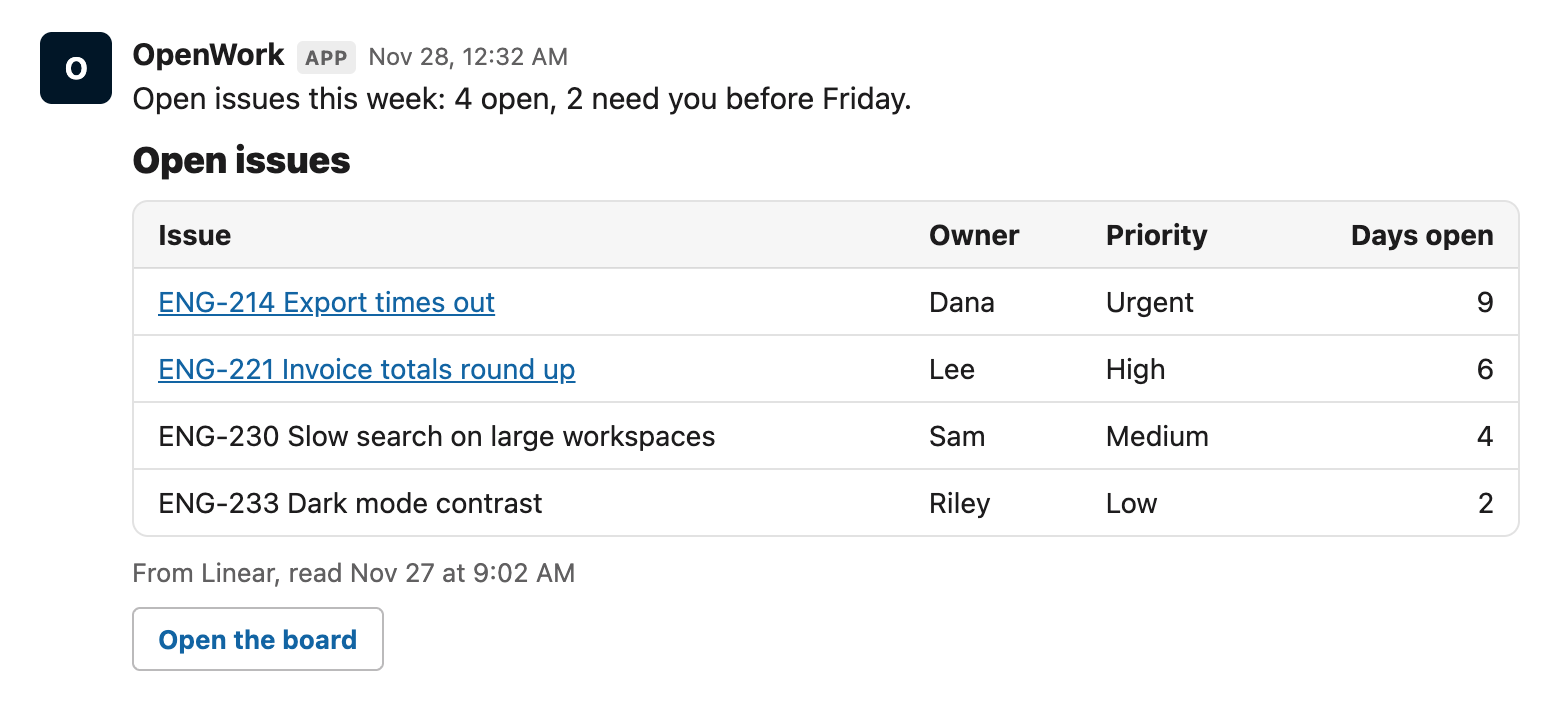 O
OpenWork APP Nov 28, 12:32 AM
Open issues this week: 4 open, 2 need you before Friday.
Open issues
Issue Owner Priority Days open
ENG-214 Export times out Dana Urgent 9
ENG-221 Invoice totals round up Lee High 6
ENG-230 Slow search on large workspaces Sam Medium 4
ENG-233 Dark mode contrast Riley Low 2
From Linear, read Nov 27 at 9:02 AM
Open the board